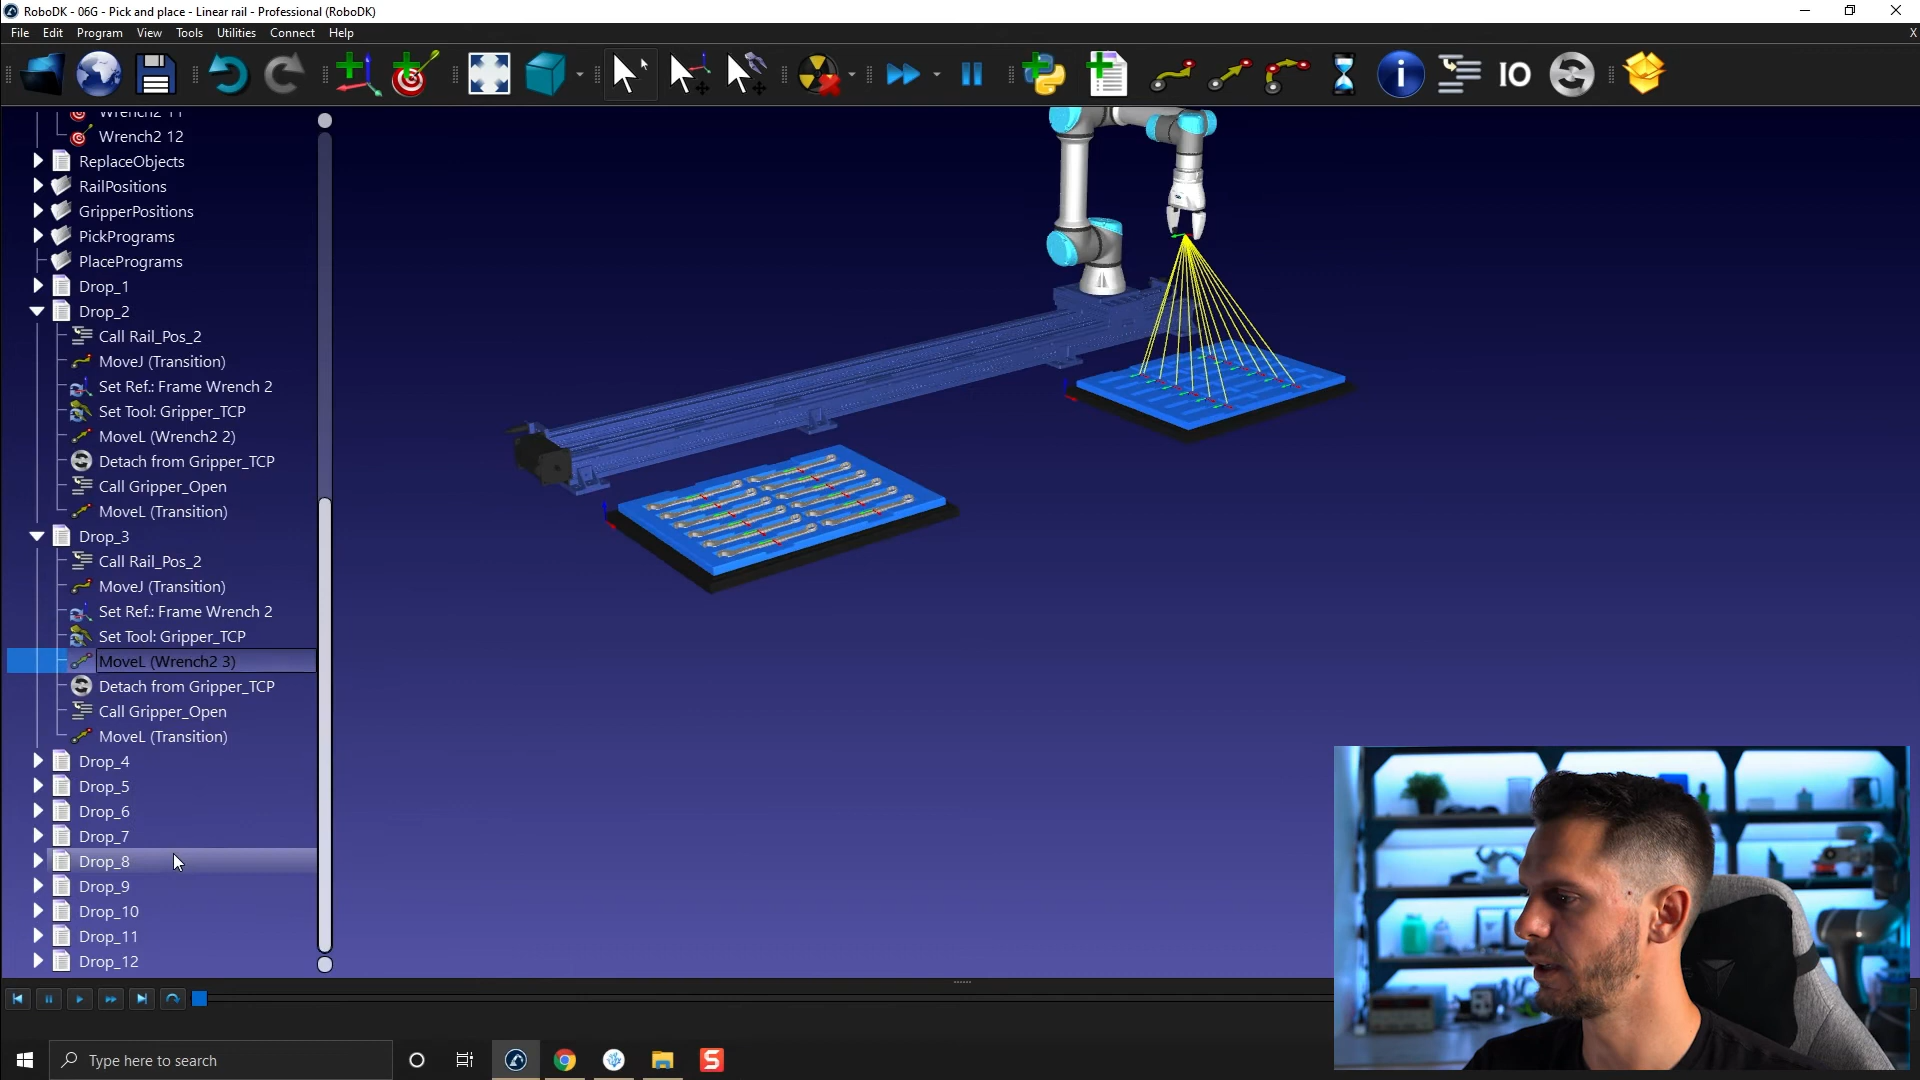 RoboDK - 06G - Pick and place - Linear rail - Professional (RoboDK)
File Edit Program View Tools Utilities Connect Help
X
IO
Wrench2 11
Wrench2 12
ReplaceObjects
RailPositions
GripperPositions
PickPrograms
PlacePrograms
Drop_1
Drop_2
Call Rail_Pos_2
MoveJ (Transition)
Set Ref.: Frame Wrench 2
Set Tool: Gripper_TCP
MoveL (Wrench2 2)
Detach from Gripper_TCP
Call Gripper_Open
MoveL (Transition)
Drop_3
Call Rail_Pos_2
MoveJ (Transition)
Set Ref.: Frame Wrench 2
Set Tool: Gripper_TCP
MoveL (Wrench2 3)
Detach from Gripper_TCP
Call Gripper_Open
MoveL (Transition)
Drop_4
Drop_5
Drop_6
Drop_7
Drop_8
Drop_9
Drop_10
Drop_11
Drop_12
Type here to search